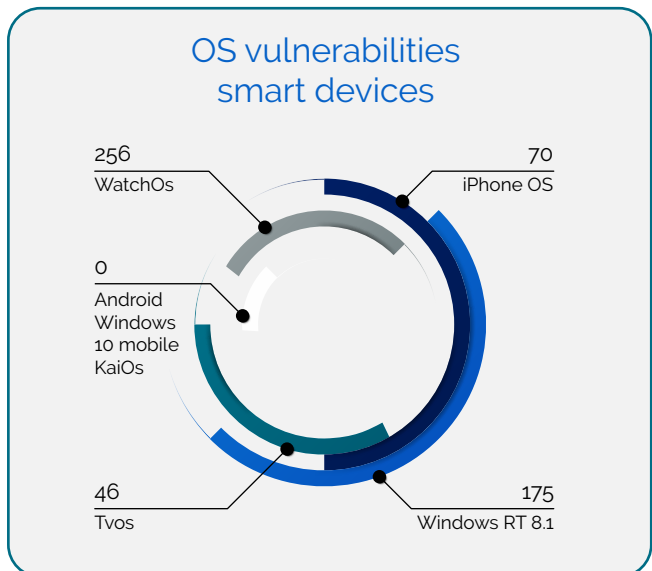 OS vulnerabilities
smart devices
256
WatchOs
70
iPhone OS
0
Android
Windows
10 mobile
KaiOs
46
Tvos
175
Windows RT 8.1